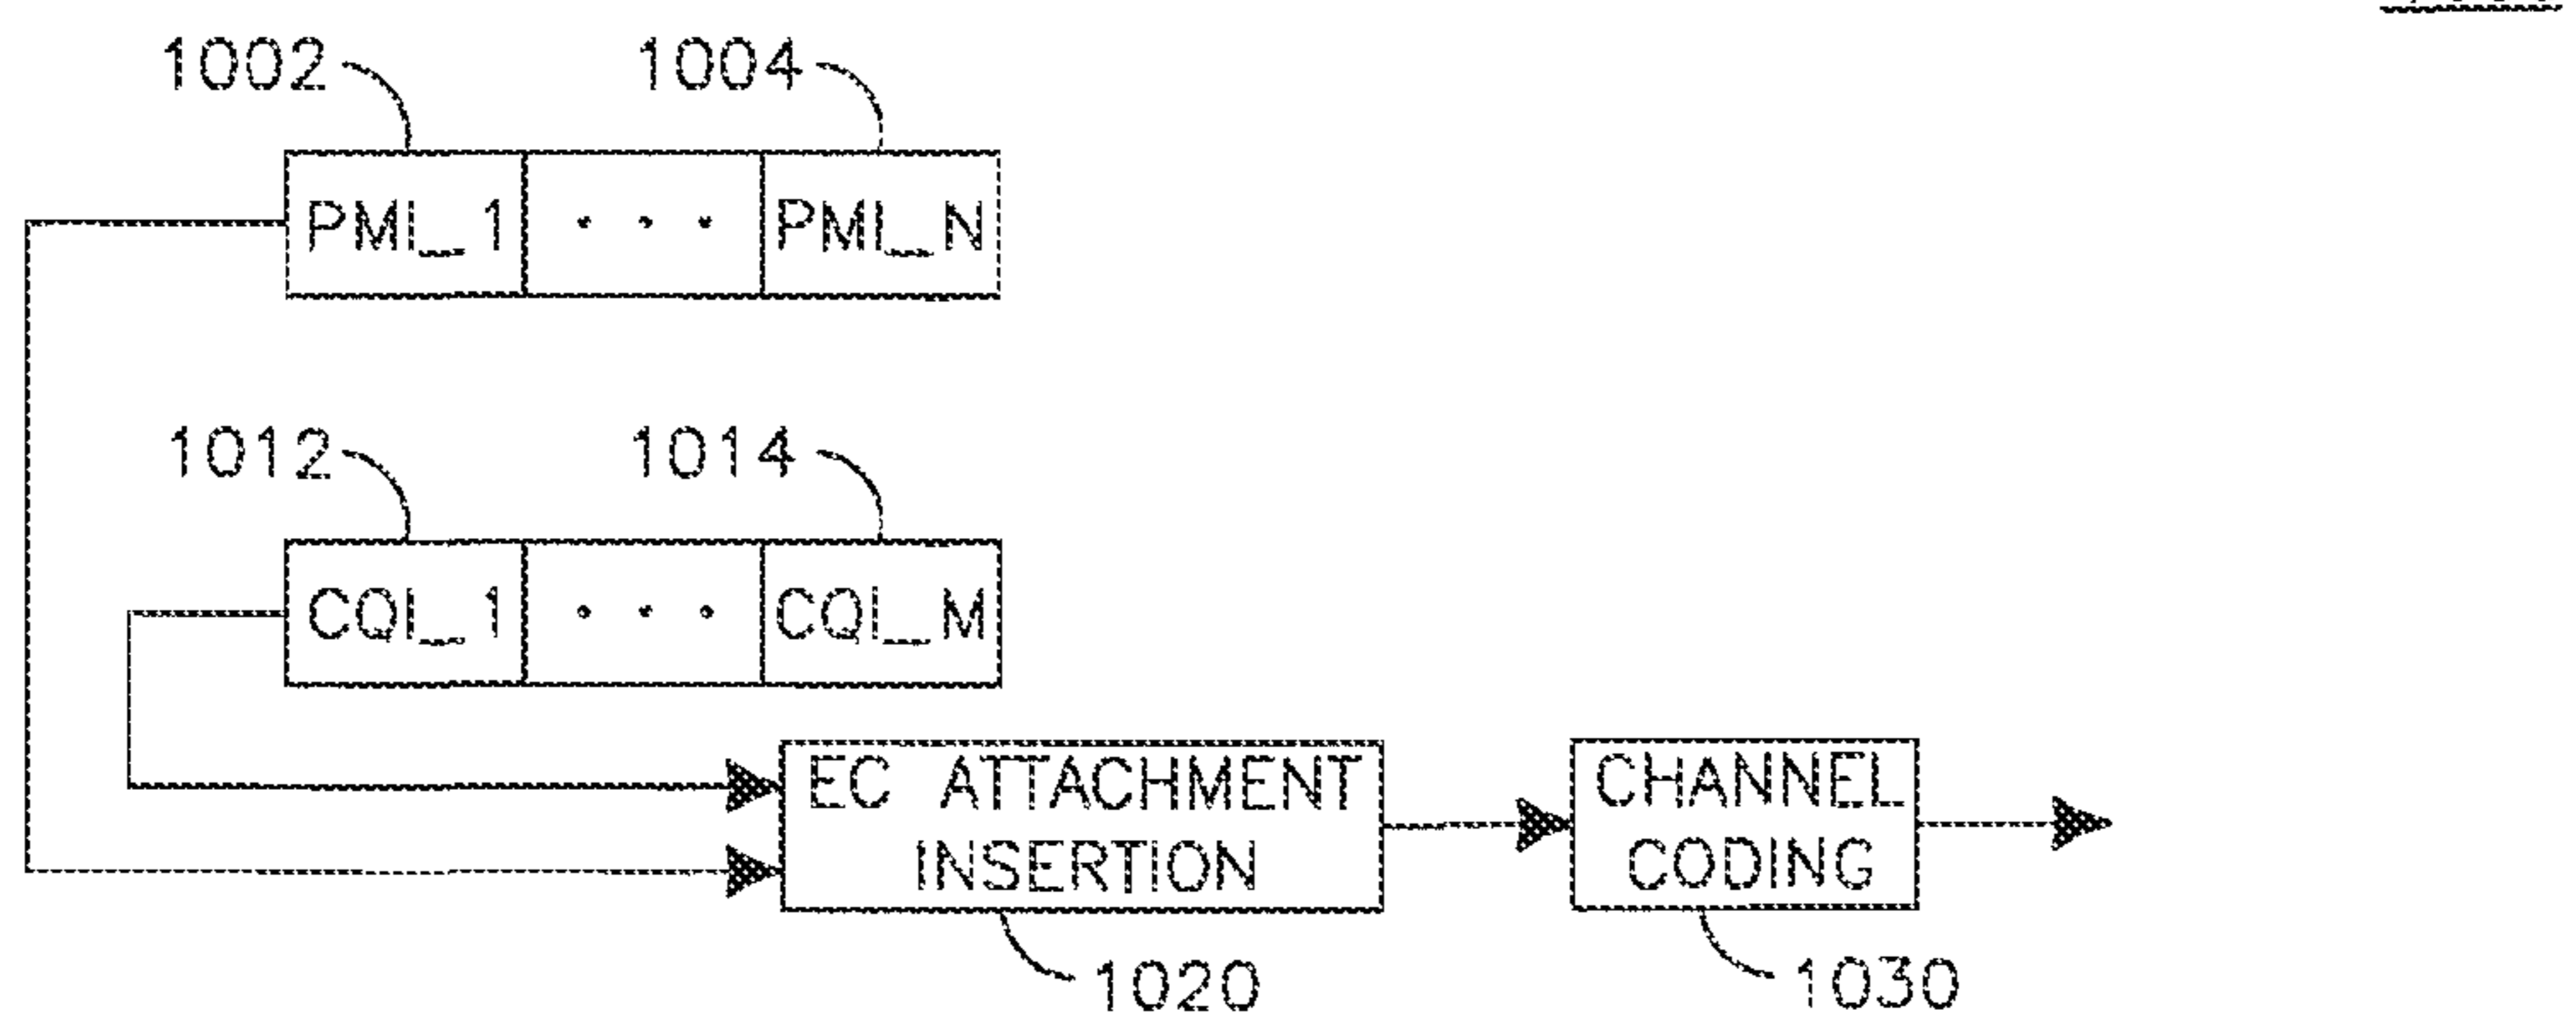 1002 1004
PMI_1 . . . PMI_N
1012 1014
CQI_1 . . . CQI_M
EC ATTACHMENT
INSERTION
CHANNEL
CODING
1020
1030